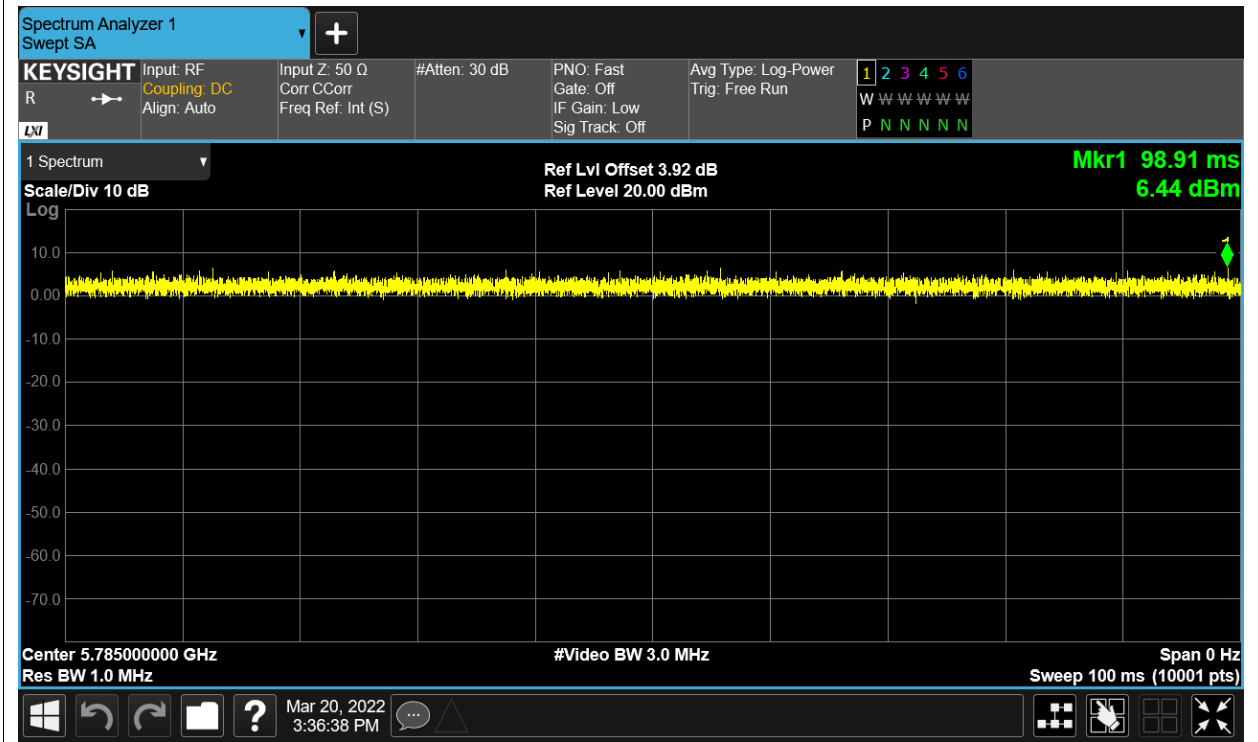 Spectrum Analyzer 1
Swept SA
+
KEYSIGHT
R
LXI
Input: RF
Coupling: DC
Align: Auto
Input Z: 50 Ω
Corr CCorr
Freq Ref: Int (S)
#Atten: 30 dB
PNO: Fast
Gate: Off
IF Gain: Low
Sig Track: Off
Avg Type: Log-Power
Trig: Free Run
1 2 3 4 5 6
W W W W W W
P N N N N N
1 Spectrum
Scale/Div 10 dB
Ref Lvl Offset 3.92 dB
Ref Level 20.00 dBm
Mkr1 98.91 ms
6.44 dBm
Log
10.0
0.00
-10.0
-20.0
-30.0
-40.0
-50.0
-60.0
-70.0
1
Center 5.785000000 GHz
#Video BW 3.0 MHz
Span 0 Hz
Res BW 1.0 MHz
Sweep 100 ms (10001 pts)
?
Mar 20, 2022
3:36:38 PM